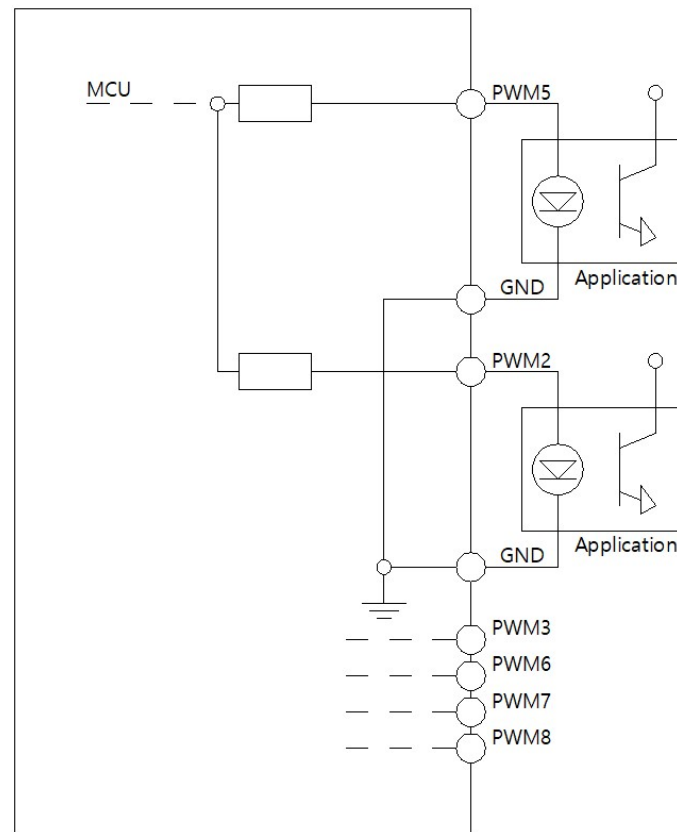 MCU
PWM5
GND
Application
PWM2
GND
Application
PWM3
PWM6
PWM7
PWM8